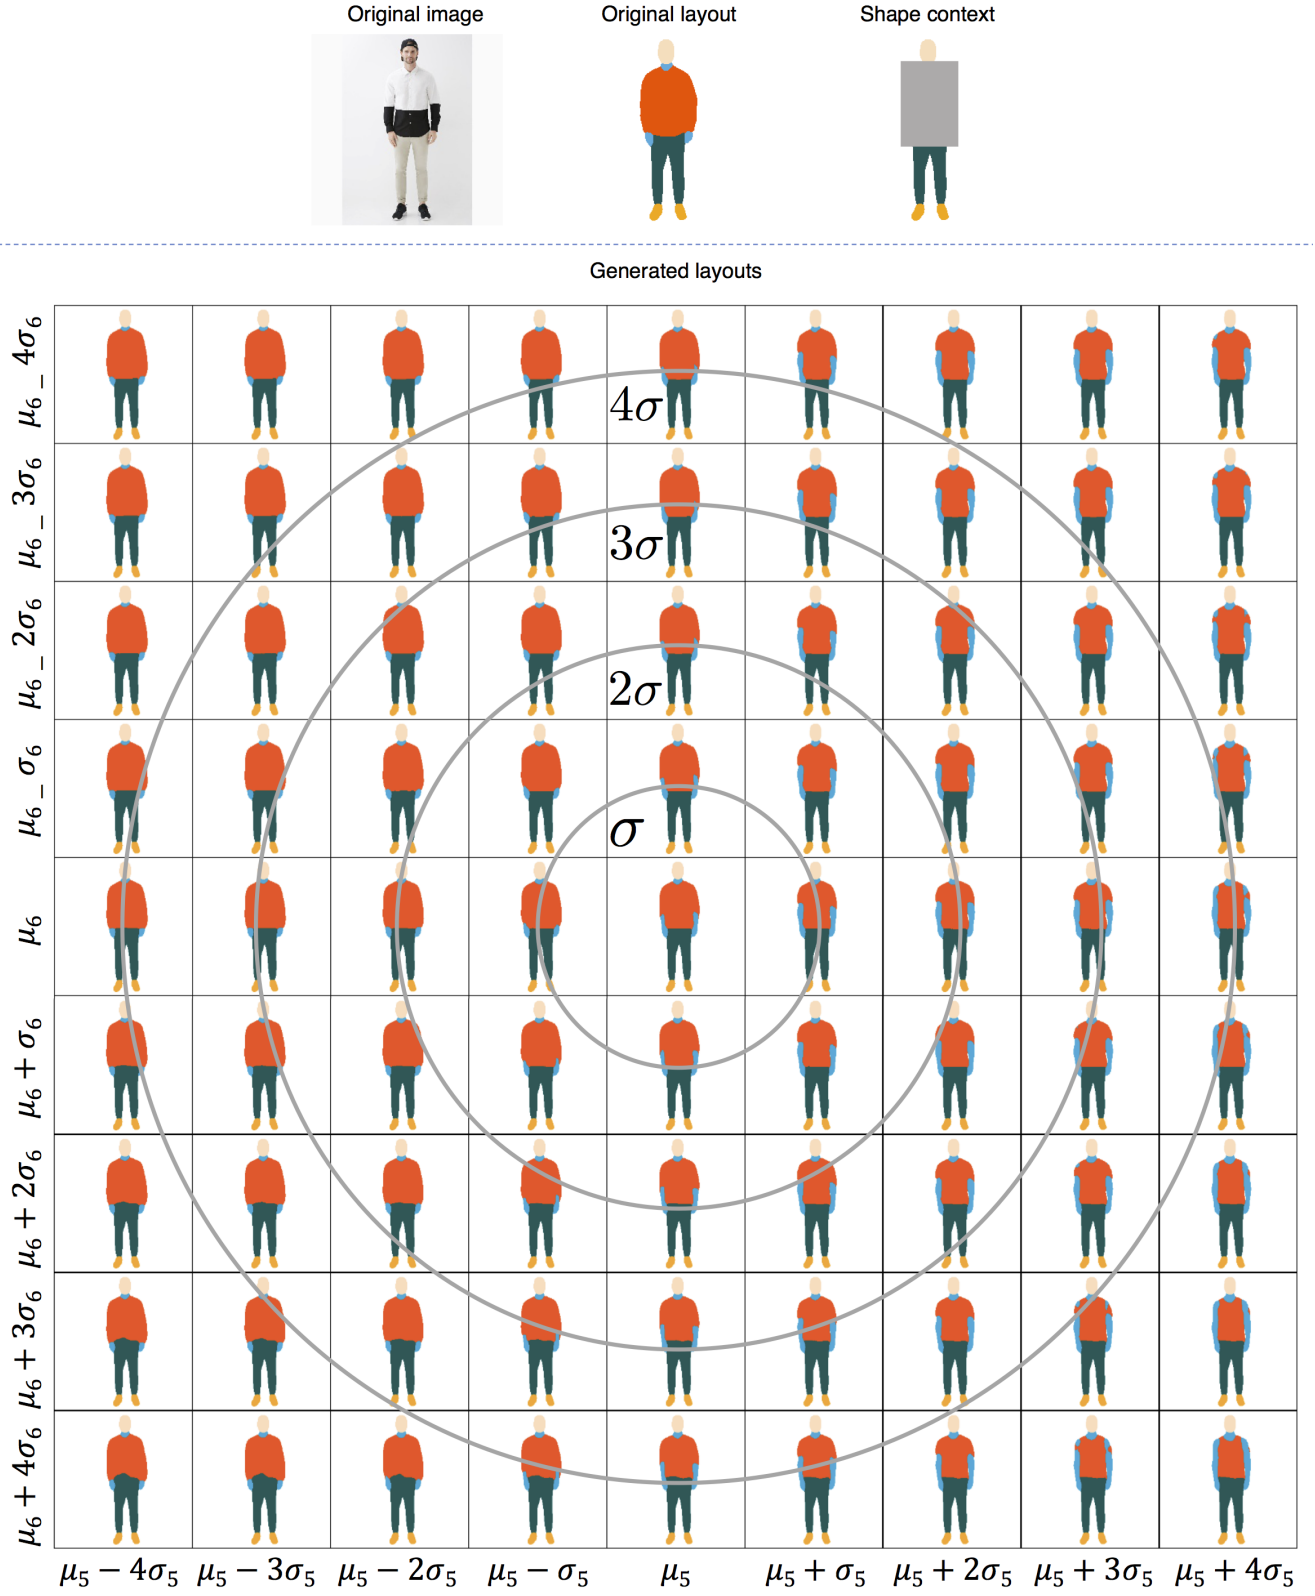 Original image Original layout Shape context
Generated layouts
μ₆ − 4σ₆
4σ
μ₆ − 3σ₆
3σ
μ₆ − 2σ₆
2σ
μ₆ − σ₆
σ
μ₆
μ₆ + σ₆
μ₆ + 2σ₆
μ₆ + 3σ₆
μ₆ + 4σ₆
μ₅ − 4σ₅ μ₅ − 3σ₅ μ₅ − 2σ₅ μ₅ − σ₅ μ₅ μ₅ + σ₅ μ₅ + 2σ₅ μ₅ + 3σ₅ μ₅ + 4σ₅